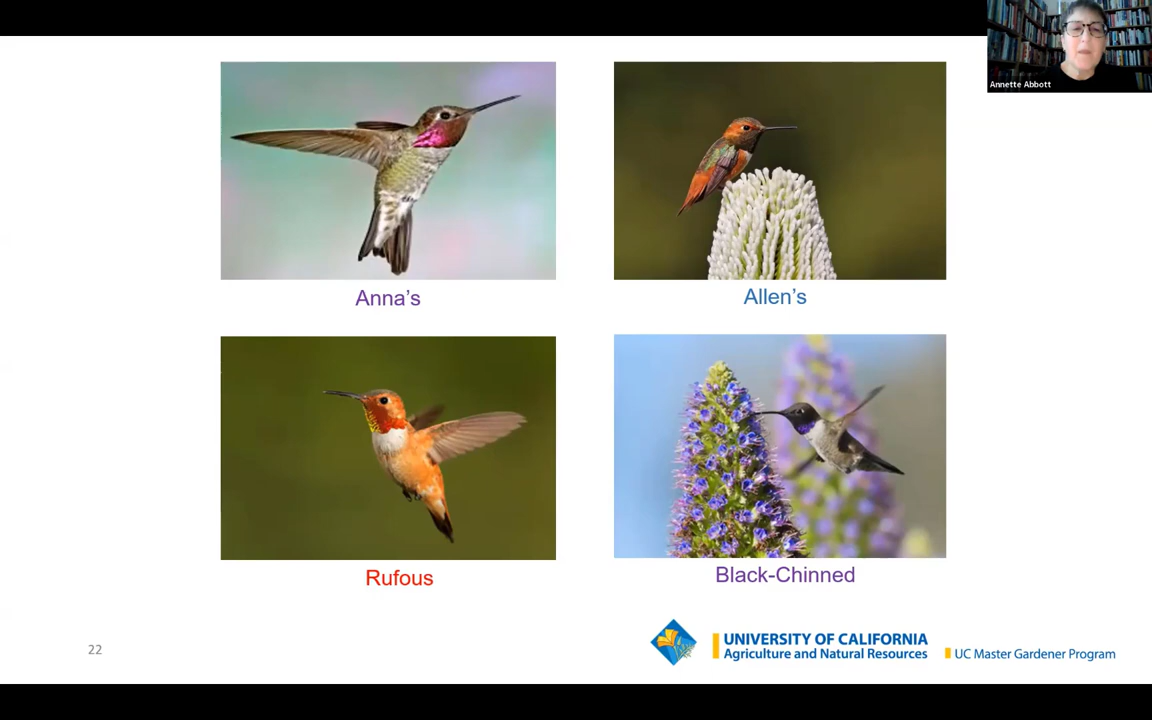 Annette Abbott
Anna’s
Allen’s
Rufous
Black-Chinned
22
UNIVERSITY OF CALIFORNIA
Agriculture and Natural Resources
UC Master Gardener Program